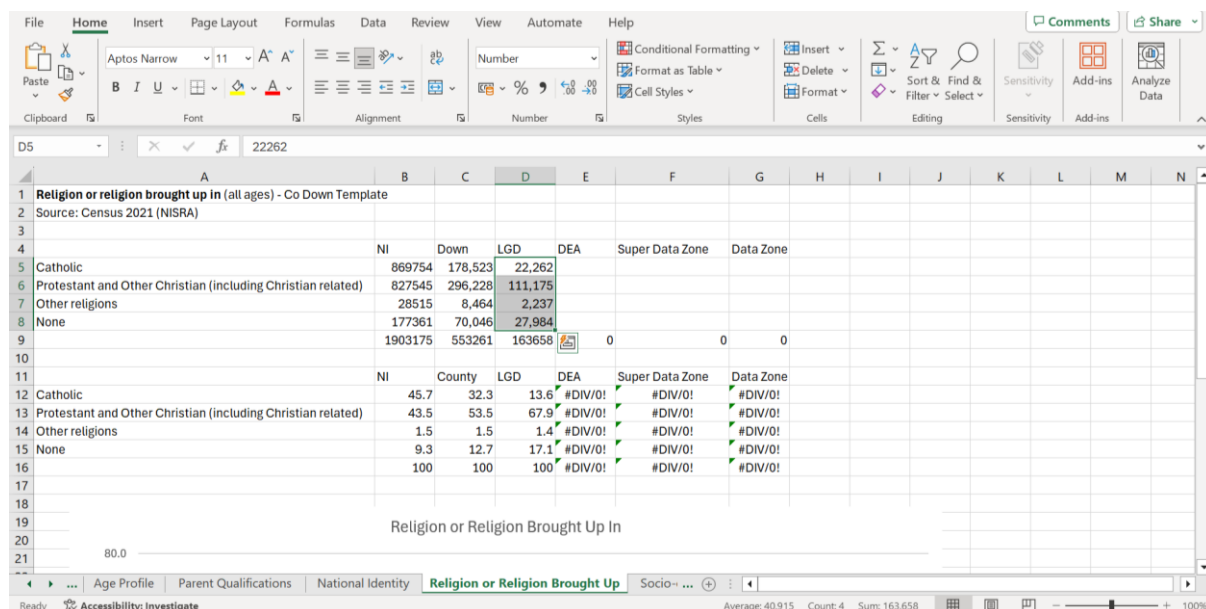 File Home Insert Page Layout Formulas Data Review View Automate Help Comments Share
Paste Aptos Narrow 11 A A ab Number Conditional Formatting Insert Sort & Find & Sensitivity Add-ins Analyze
B I U A % 9 Format as Table Delete Filter Select Data
Cell Styles Format
Clipboard Font Alignment Number Styles Cells Editing Sensitivity Add-ins
D5 fx 22262
A B C D E F G H I J K L M N
1 Religion or religion brought up in (all ages) - Co Down Template
2 Source: Census 2021 (NISRA)
3
4 NI Down LGD DEA Super Data Zone Data Zone
5 Catholic 869754 178,523 22,262
6 Protestant and Other Christian (including Christian related) 827545 296,228 111,175
7 Other religions 28515 8,464 2,237
8 None 177361 70,046 27,984
9 1903175 553261 163658 0 0 0
10
11 NI County LGD DEA Super Data Zone Data Zone
12 Catholic 45.7 32.3 13.6 #DIV/0! #DIV/0! #DIV/0!
13 Protestant and Other Christian (including Christian related) 43.5 53.5 67.9 #DIV/0! #DIV/0! #DIV/0!
14 Other religions 1.5 1.5 1.4 #DIV/0! #DIV/0! #DIV/0!
15 None 9.3 12.7 17.1 #DIV/0! #DIV/0! #DIV/0!
16 100 100 100 #DIV/0! #DIV/0! #DIV/0!
17
18
19 Religion or Religion Brought Up In
20
21 80.0
... Age Profile Parent Qualifications National Identity Religion or Religion Brought Up Socio- ...
Ready Accessibility: Investigate Average: 40,915 Count: 4 Sum: 163,658 100%